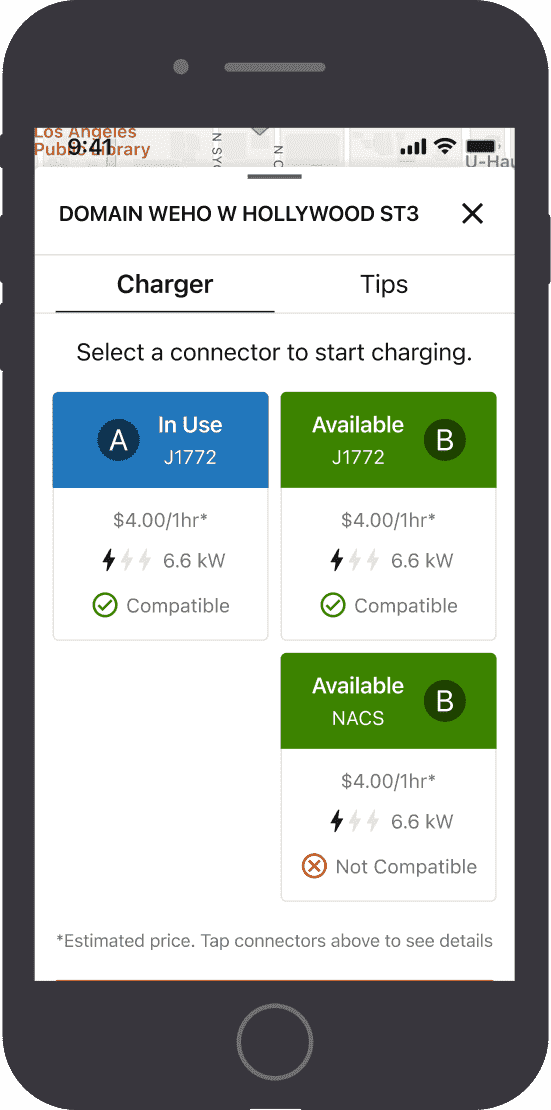 Los Angeles
Public Library
9:41
N SY
N C
U-Hau
DOMAIN WEHO W HOLLYWOOD ST3
Charger
Tips
Select a connector to start charging.
A
In Use
J1772
$4.00/1hr*
6.6 kW
Compatible
Available
J1772
B
$4.00/1hr*
6.6 kW
Compatible
Available
NACS
B
$4.00/1hr*
6.6 kW
Not Compatible
*Estimated price. Tap connectors above to see details